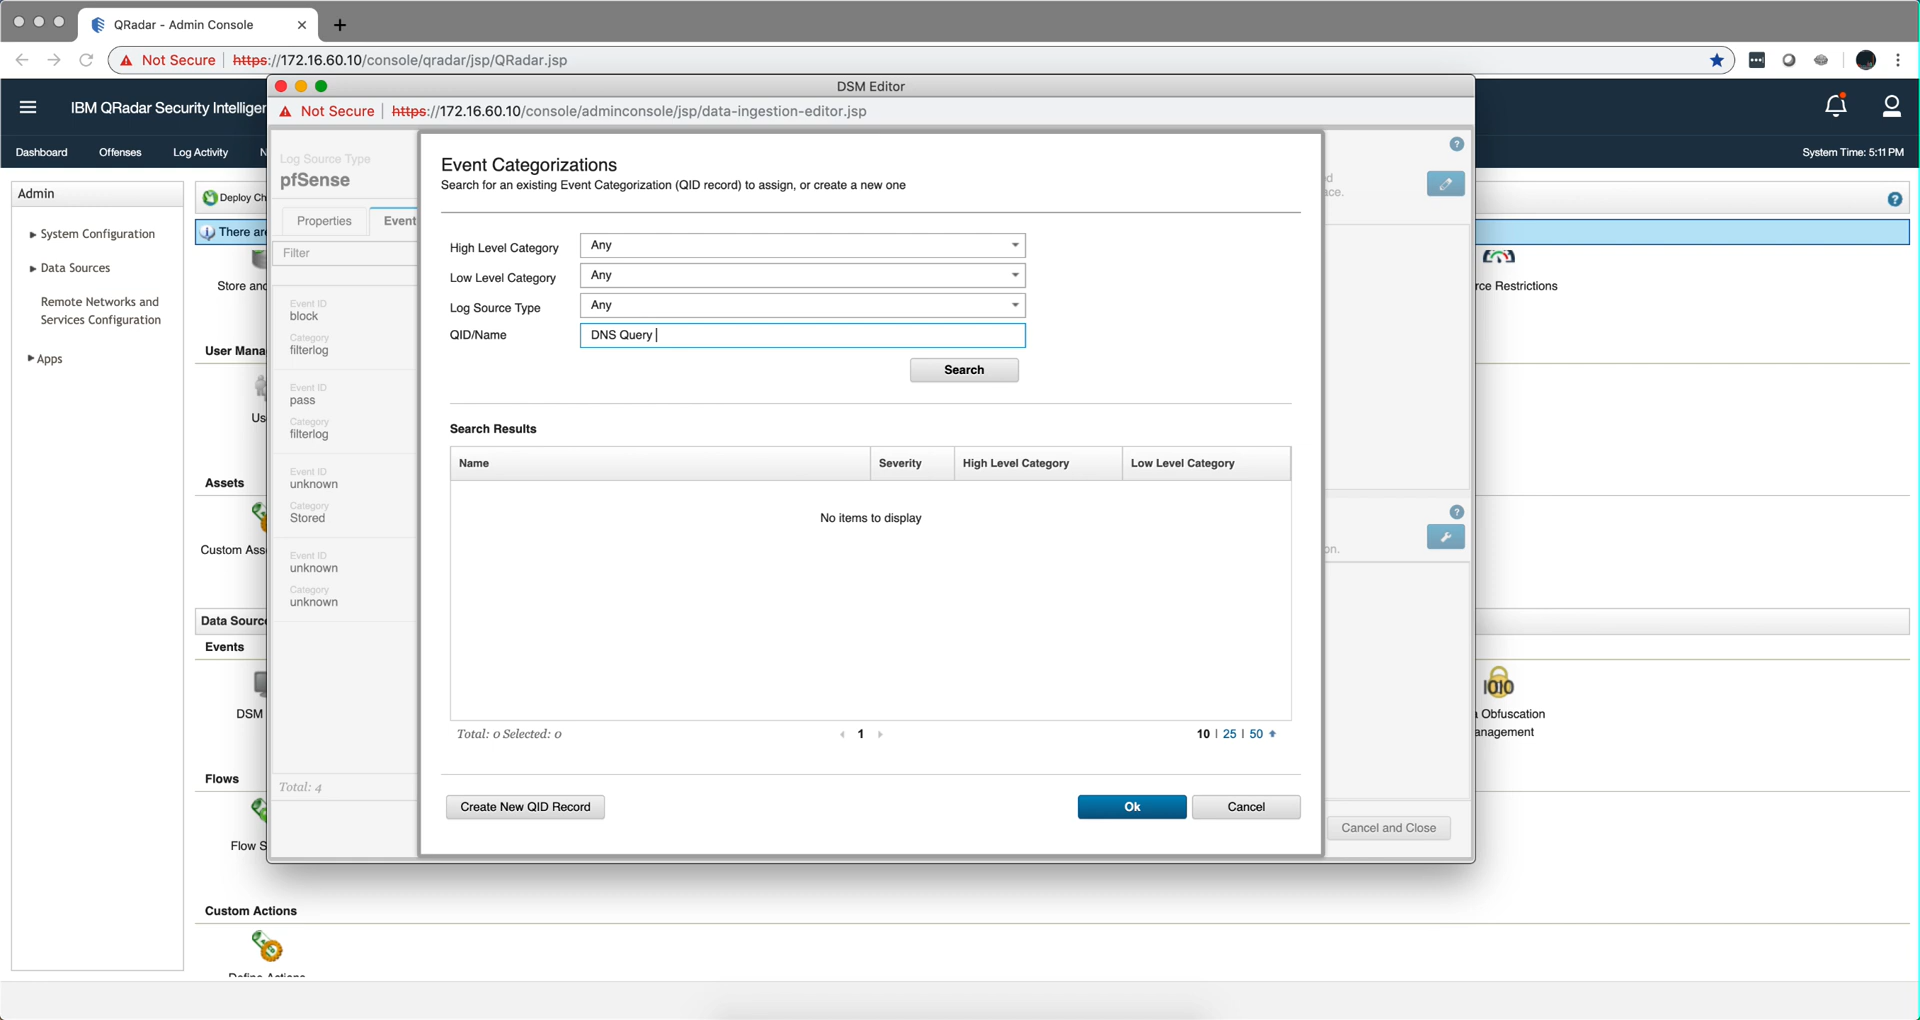 QRadar - Admin Console
Not Secure | https://172.16.60.10/console/qradar/jsp/QRadar.jsp
DSM Editor
Not Secure | https://172.16.60.10/console/adminconsole/jsp/data-ingestion-editor.jsp
IBM QRadar Security Intelliger
Dashboard Offenses Log Activity N
System Time: 5:11 PM
Admin
System Configuration
Data Sources
Remote Networks and
Services Configuration
Apps
Deploy Ch
There are
Store and
User Mana
Us
Assets
Custom Ass
Data Source
Events
DSM
Flows
Flow S
Custom Actions
Define Actions
Log Source Type
pfSense
Properties Event
Filter
Event ID
block
Category
filterlog
Event ID
pass
Category
filterlog
Event ID
unknown
Category
Stored
Event ID
unknown
Category
unknown
Total: 4
Event Categorizations
Search for an existing Event Categorization (QID record) to assign, or create a new one
High Level Category Any
Low Level Category Any
Log Source Type Any
QID/Name DNS Query
Search
Search Results
Name Severity High Level Category Low Level Category
No items to display
Total: 0 Selected: 0
1
10 | 25 | 50
Create New QID Record
Ok
Cancel
d
ce.
on.
Cancel and Close
rce Restrictions
1010
a Obfuscation
anagement